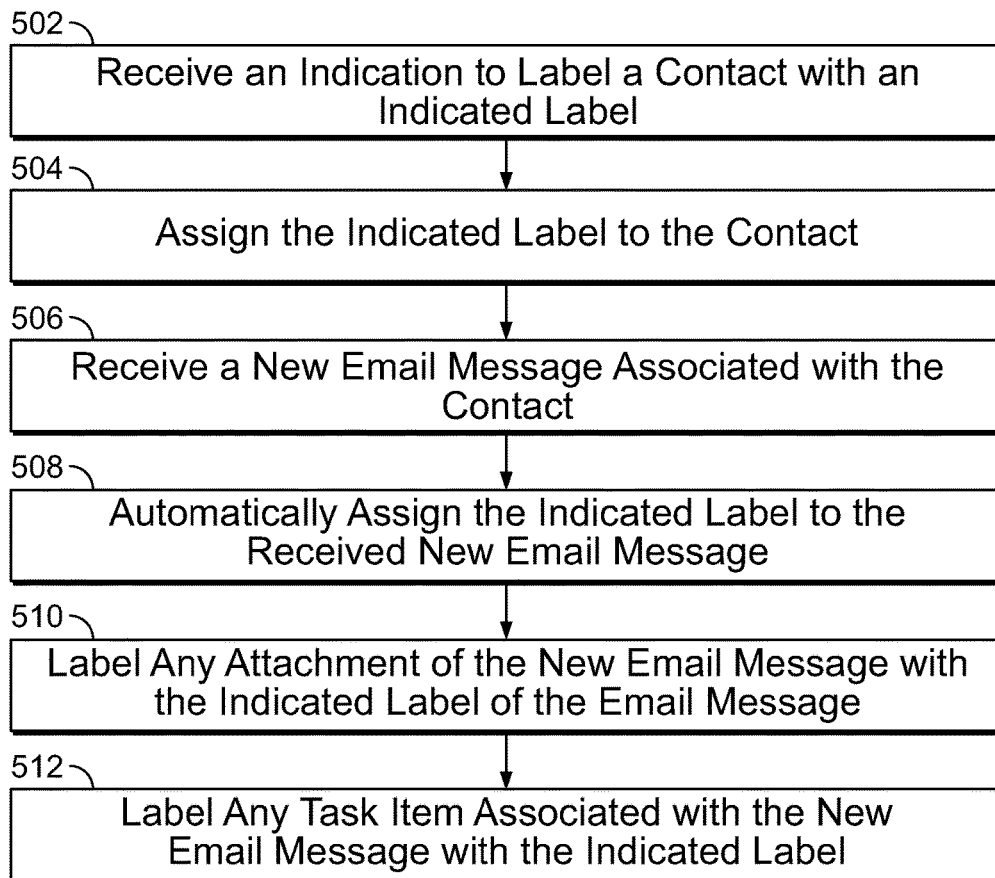 502
Receive an Indication to Label a Contact with an
Indicated Label
504
Assign the Indicated Label to the Contact
506
Receive a New Email Message Associated with the
Contact
508
Automatically Assign the Indicated Label to the
Received New Email Message
510
Label Any Attachment of the New Email Message with
the Indicated Label of the Email Message
512
Label Any Task Item Associated with the New
Email Message with the Indicated Label